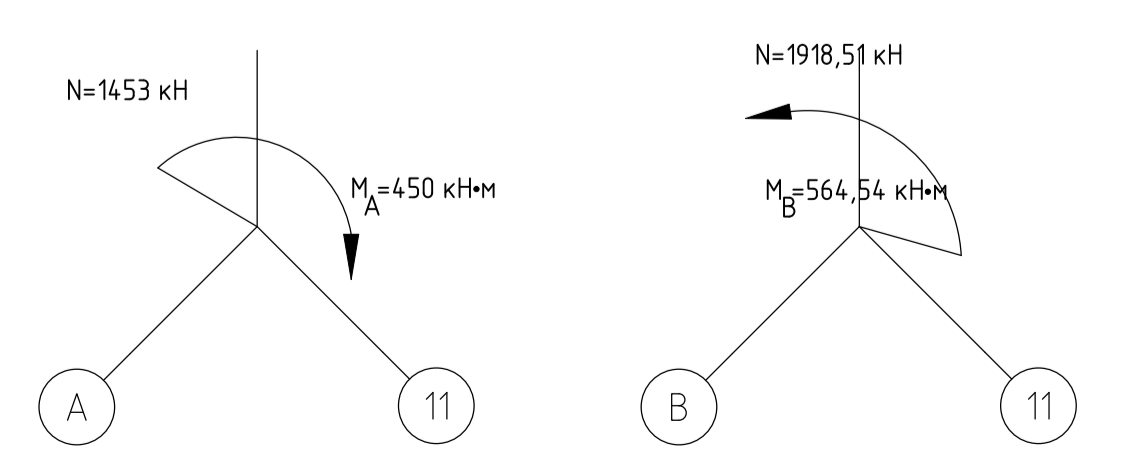 N=1453 кН
M_A=450 кН•м
A
11
N=1918,51 кН
M_B=564,54 кН•м
B
11